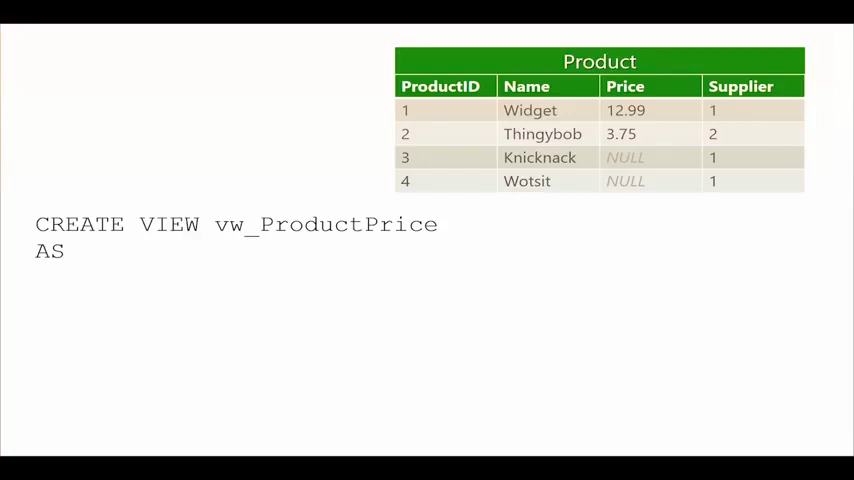 Product
ProductID Name Price Supplier
1 Widget 12.99 1
2 Thingybob 3.75 2
3 Knicknack NULL 1
4 Wotsit NULL 1
CREATE VIEW vw_ProductPrice
AS